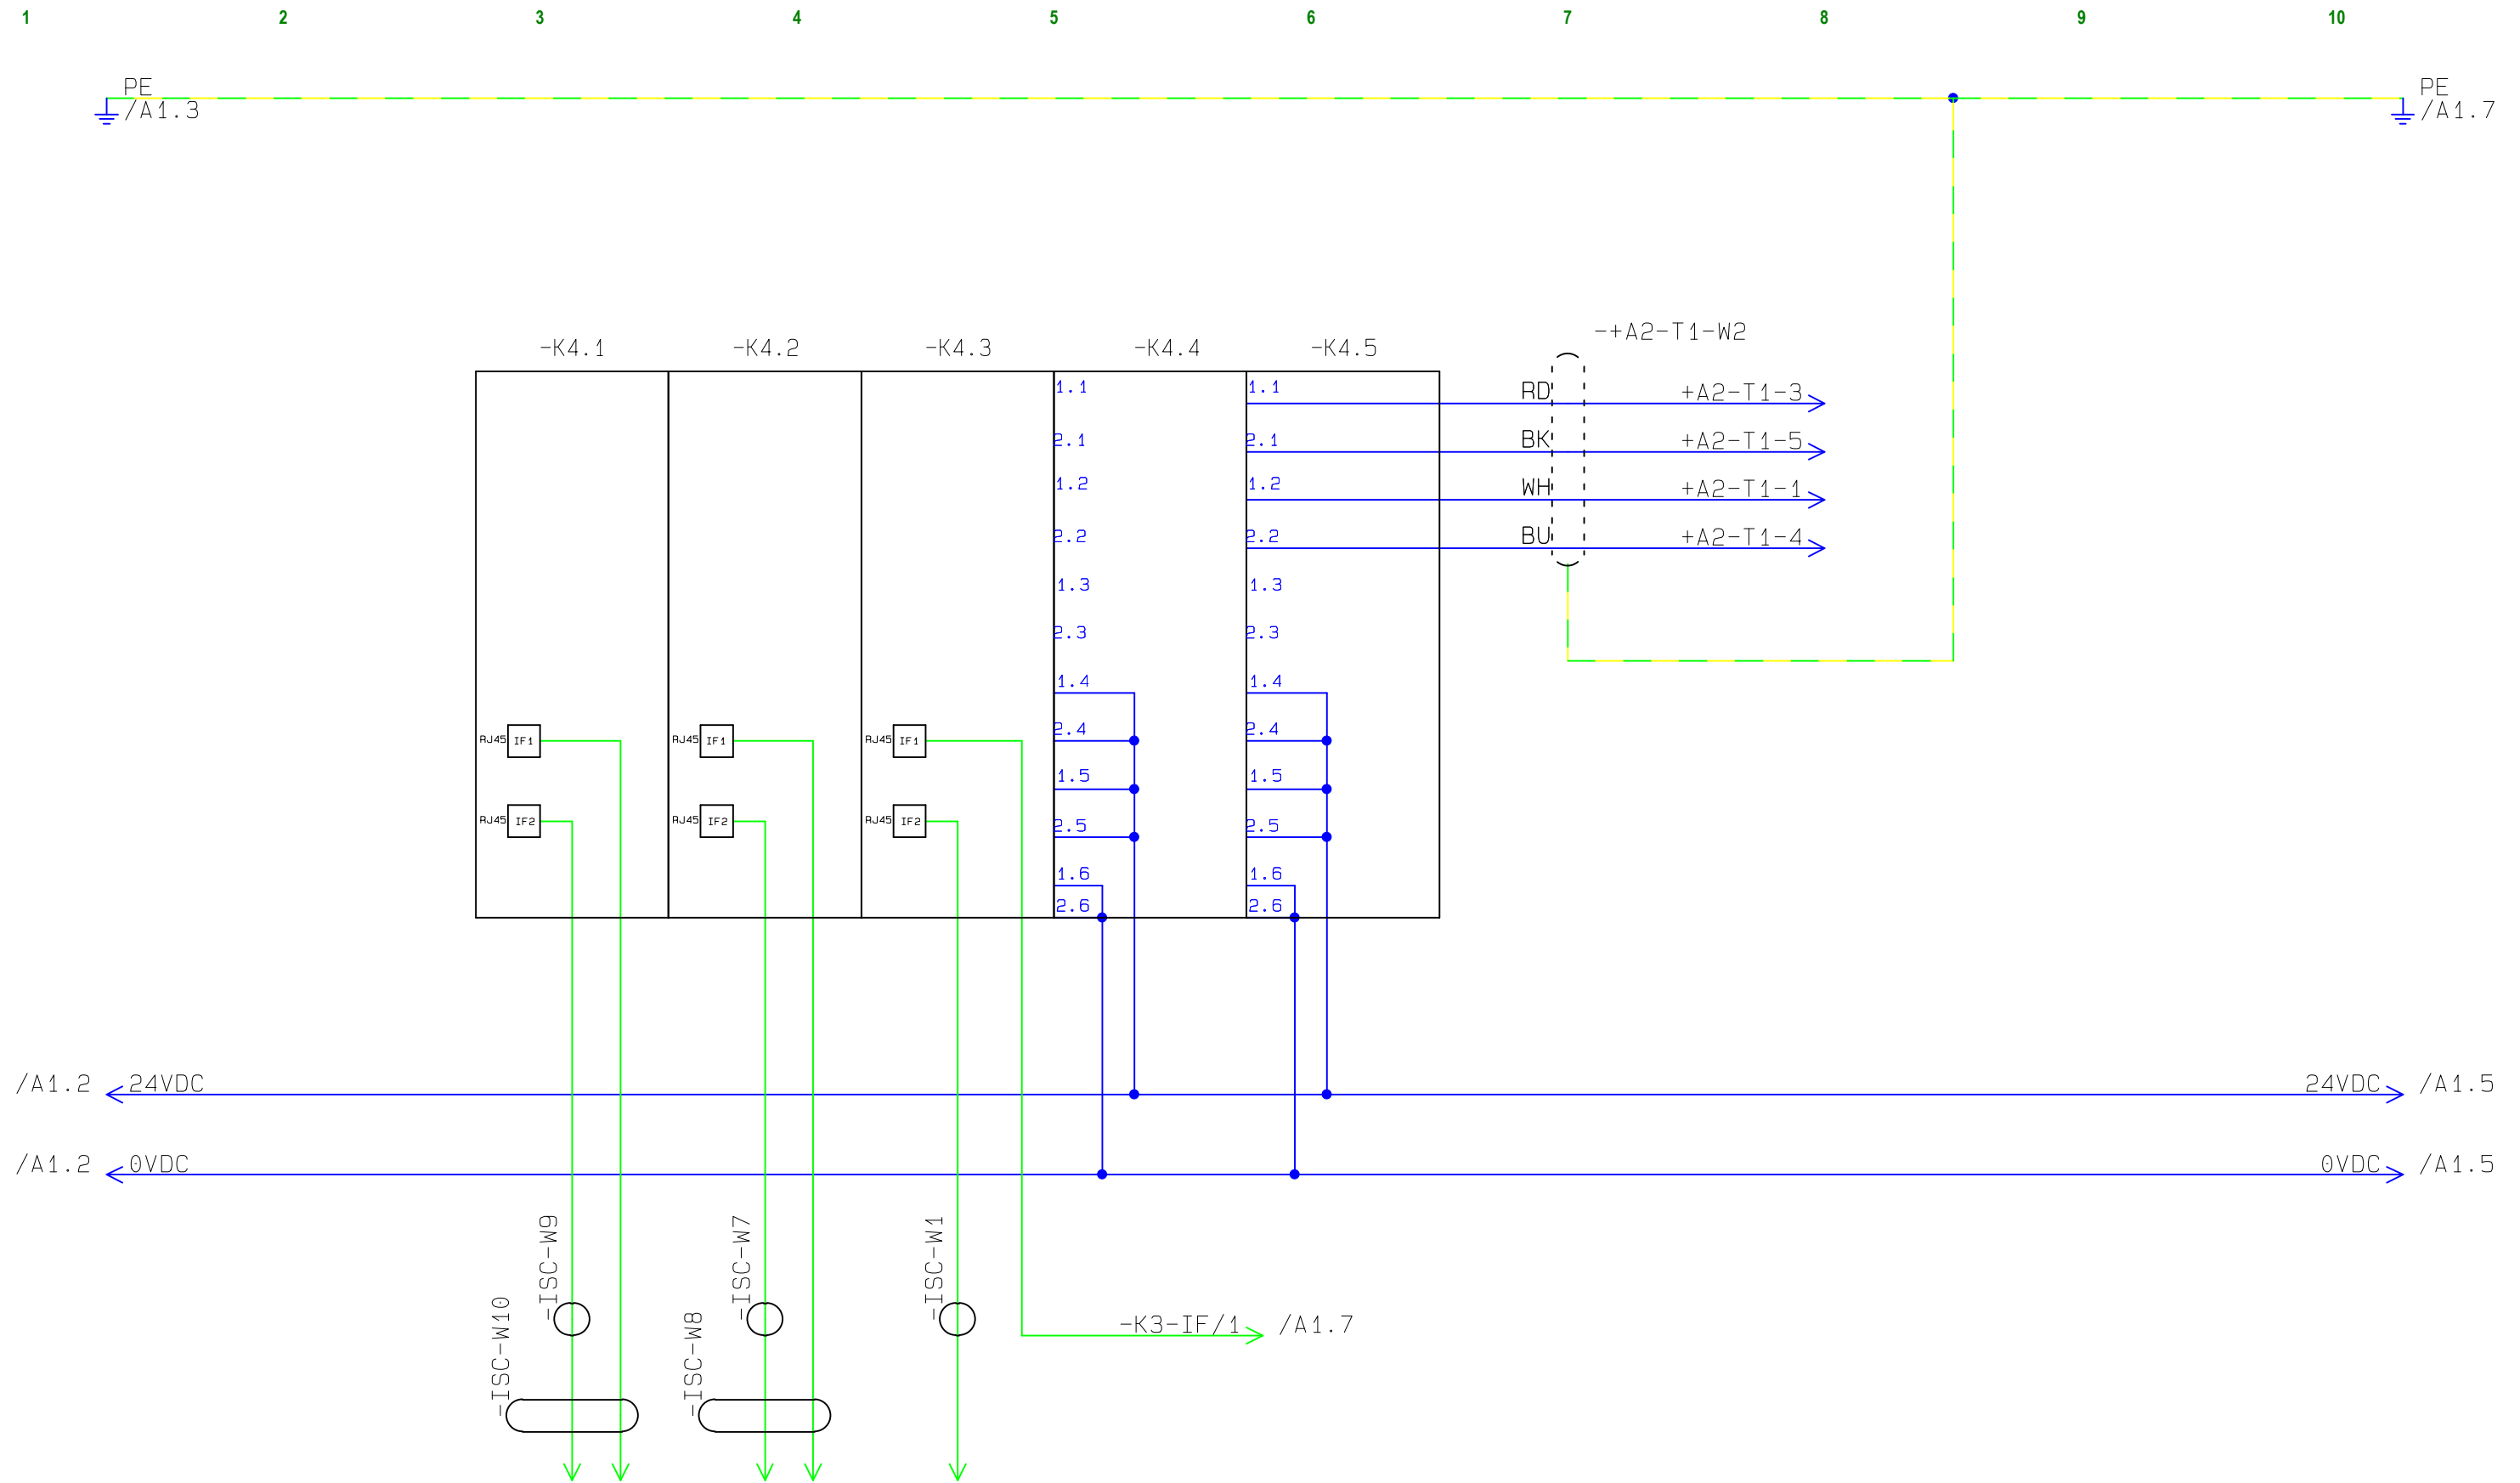 1 2 3 4 5 6 7 8 9 10
PE PE
/A1.3 /A1.7
-+A2-T1-W2
-K4.1 -K4.2 -K4.3 -K4.4 -K4.5
1.1 1.1 RD +A2-T1-3
2.1 2.1 BK +A2-T1-5
1.2 1.2 WH +A2-T1-1
2.2 2.2 BU +A2-T1-4
1.3 1.3
2.3 2.3
1.4 1.4
2.4 2.4
RJ45 IF1 RJ45 IF1 RJ45 IF1
1.5 1.5
RJ45 IF2 RJ45 IF2 RJ45 IF2
2.5 2.5
1.6 1.6
2.6 2.6
/A1.2 24VDC 24VDC /A1.5
/A1.2 0VDC 0VDC /A1.5
-ISC-W10
-ISC-W9
-ISC-W8
-ISC-W7
-ISC-W1
-K3-IF/1 /A1.7